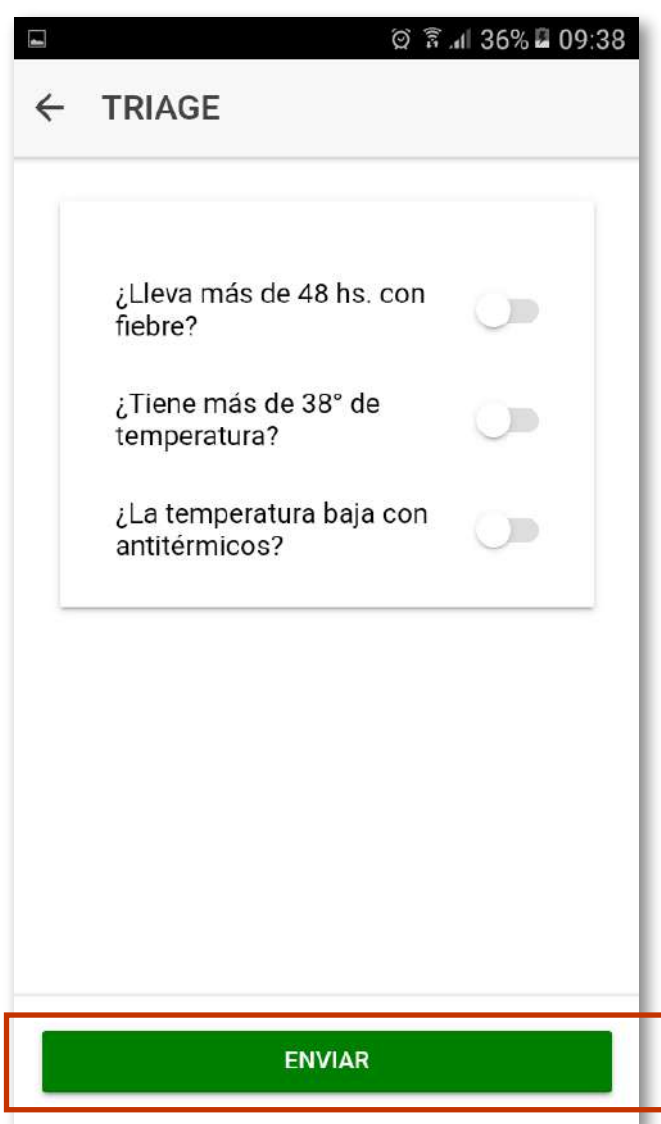 36% 09:38
TRIAGE
¿Lleva más de 48 hs. con
fiebre?
¿Tiene más de 38° de
temperatura?
¿La temperatura baja con
antitérmicos?
ENVIAR